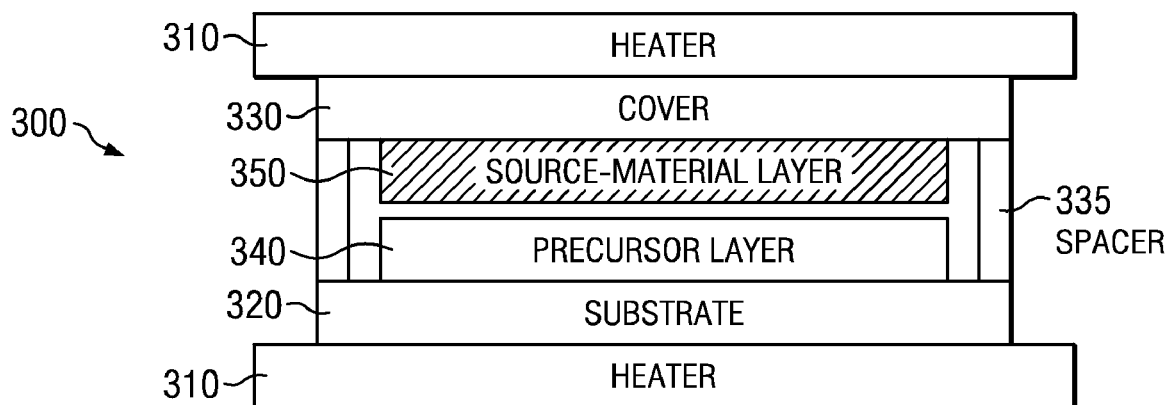 310 HEATER
330 COVER
300
350 SOURCE-MATERIAL LAYER
335
SPACER
340 PRECURSOR LAYER
320 SUBSTRATE
310 HEATER